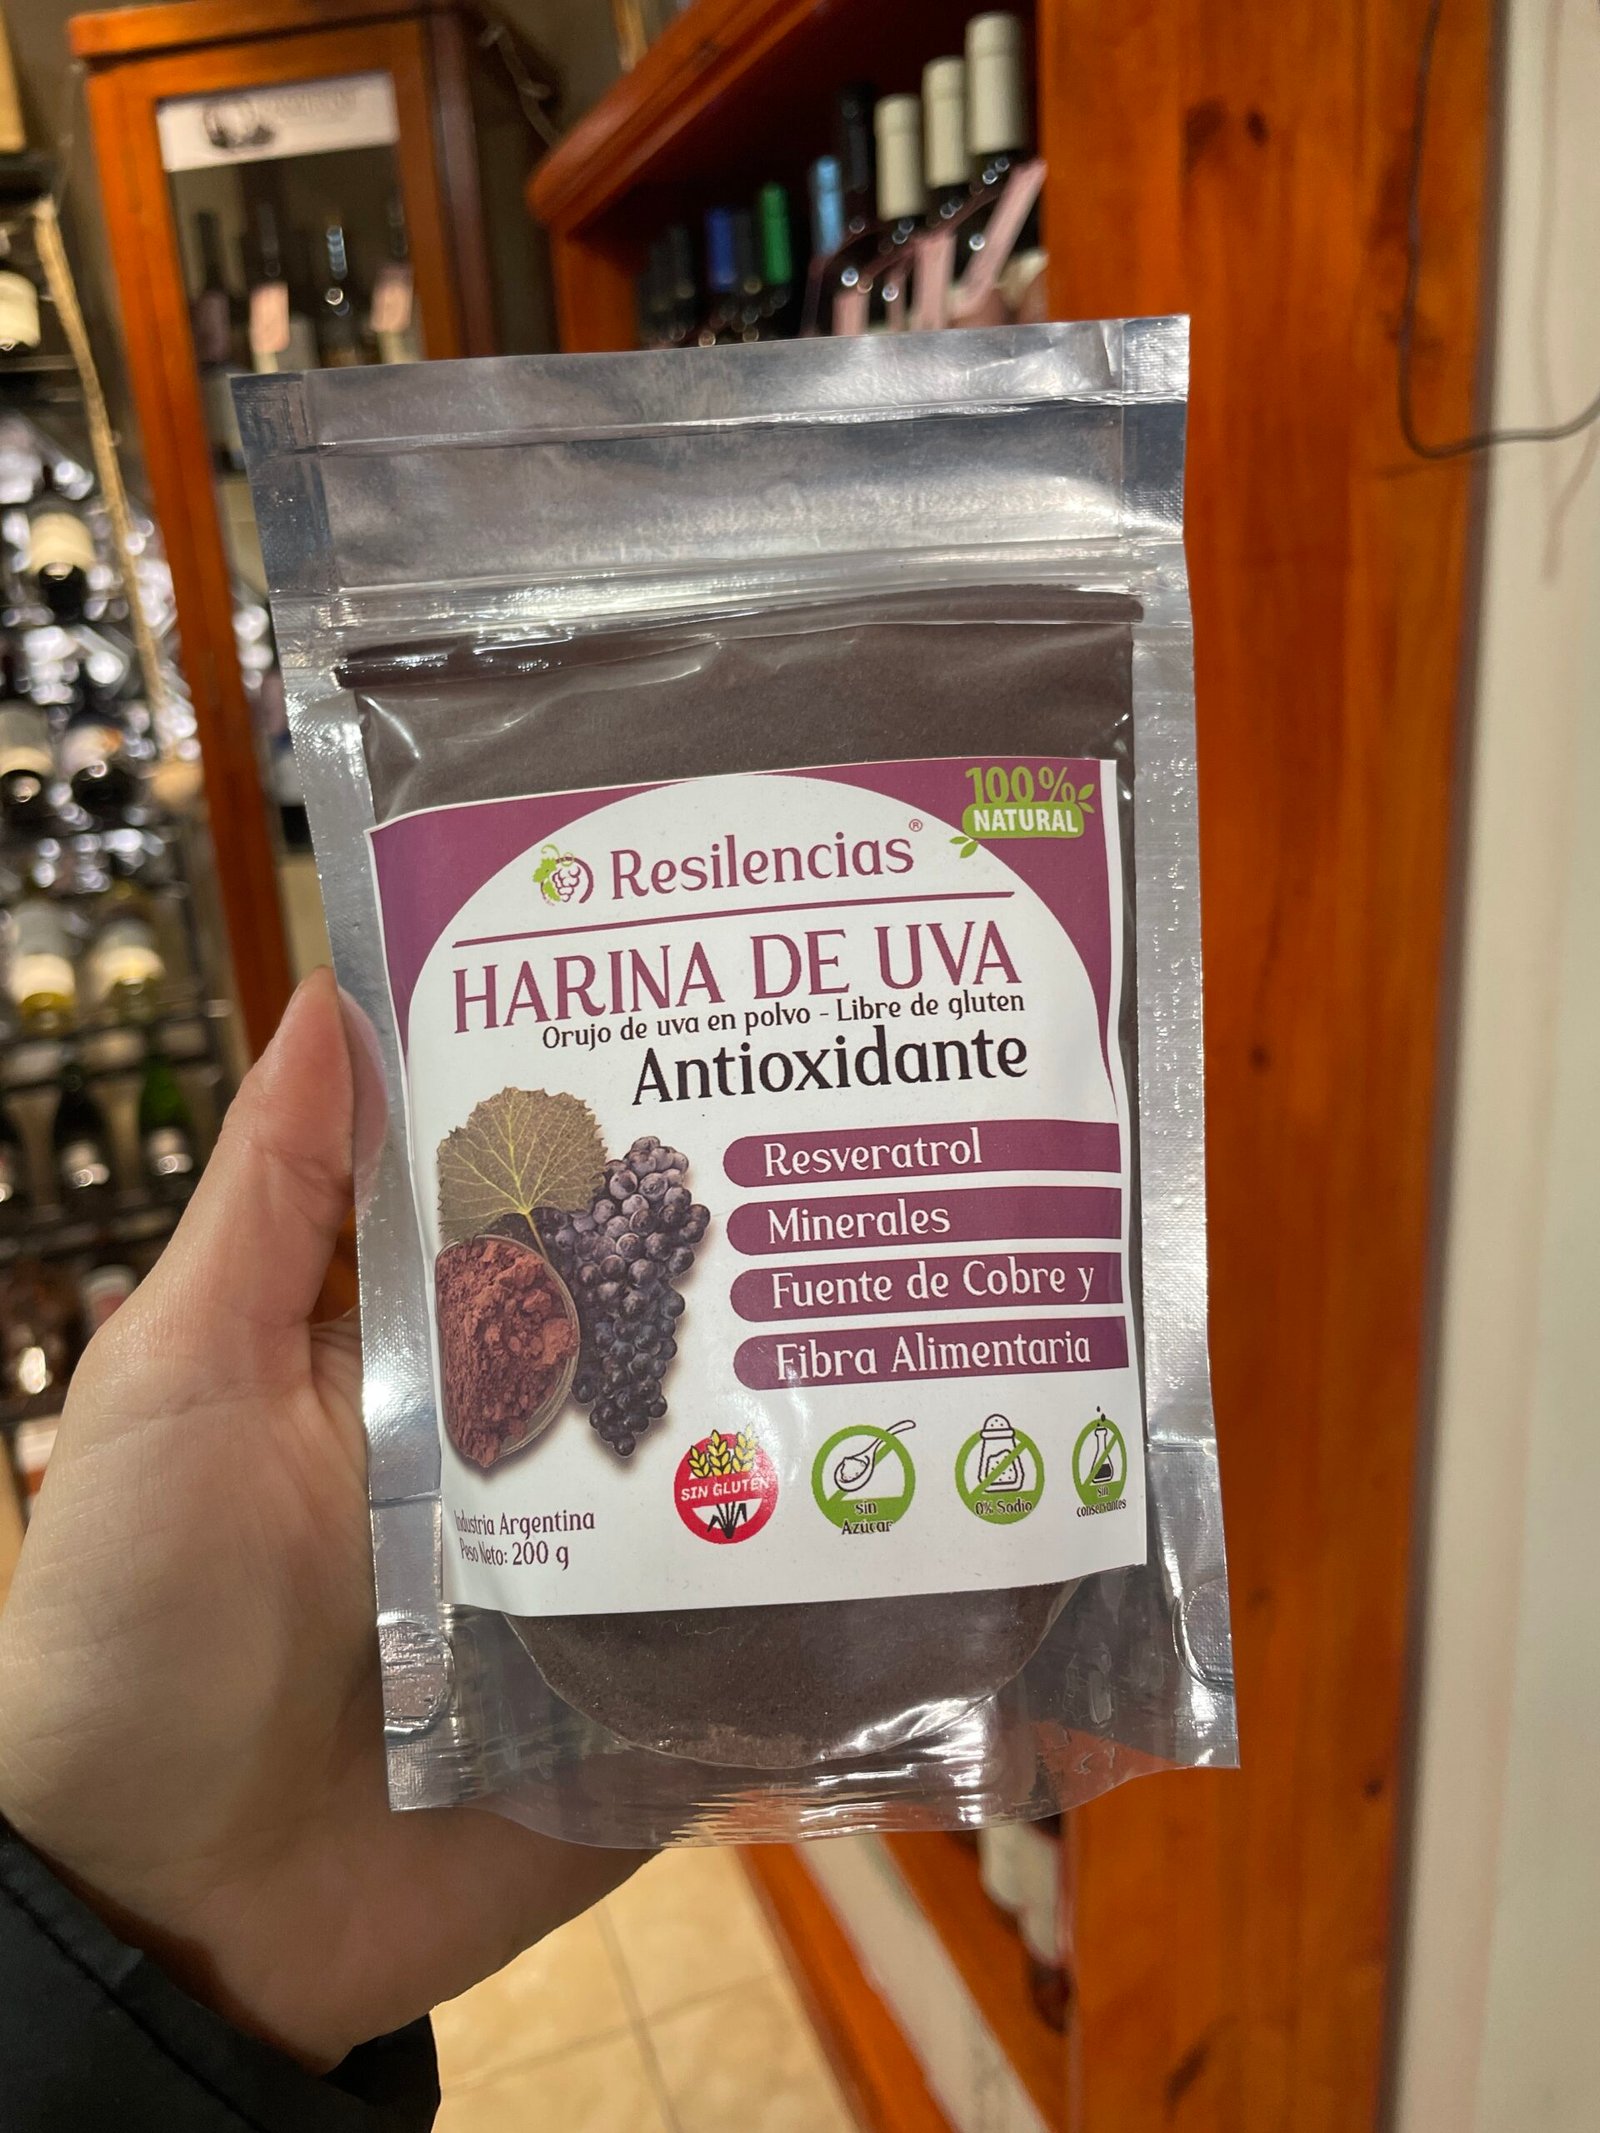 100%
NATURAL
Resilencias®
HARINA DE UVA
Orujo de uva en polvo - Libre de gluten
Antioxidante
Resveratrol
Minerales
Fuente de Cobre y
Fibra Alimentaria
SIN GLUTEN
sin
Azúcar
0% Sodio
sin
conservantes
Industria Argentina
Peso Neto: 200 g